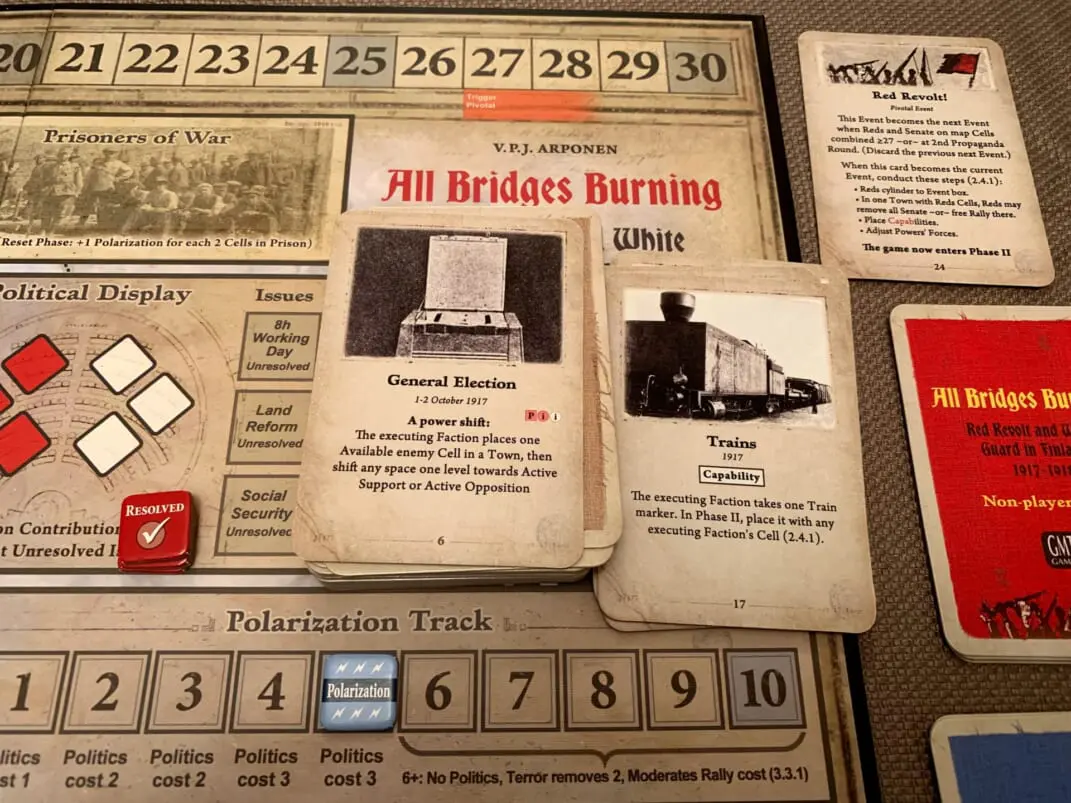 20 21 22 23 24 25 26 27 28 29 30
Trigger
Pivotal
Prisoners of War
(Reset Phase: +1 Polarization for each 2 Cells in Prison)
V.P.J. ARPONEN
All Bridges Burning
White
Political Display
Issues
8h
Working
Day
Unresolved
Land
Reform
Unresolved
Social
Security
Unresolved
RESOLVED
on Contribution
t Unresolved I
General Election
1-2 October 1917
P i i
A power shift:
The executing Faction places one
Available enemy Cell in a Town, then
shift any space one level towards Active
Support or Active Opposition
6
Trains
1917
Capability
The executing Faction takes one Train
marker. In Phase II, place it with any
executing Faction's Cell (2.4.1).
17
Red Revolt!
Pivotal Event
This Event becomes the next Event
when Reds and Senate on map Cells
combined ≥27 –or– at 2nd Propaganda
Round. (Discard the previous next Event.)
When this card becomes the current
Event, conduct these steps (2.4.1):
• Reds cylinder to Event box.
• In one Town with Reds Cells, Reds may
remove all Senate –or– free Rally there.
• Place Capabilities.
• Adjust Powers' Forces.
The game now enters Phase II
24
All Bridges Bu
Red Revolt and W
Guard in Finla
1917-1918
Non-player
GMT
GAM
Polarization Track
1 2 3 4 Polarization 6 7 8 9 10
litics
st 1
Politics
cost 2
Politics
cost 2
Politics
cost 3
Politics
cost 3
6+: No Politics, Terror removes 2, Moderates Rally cost (3.3.1)